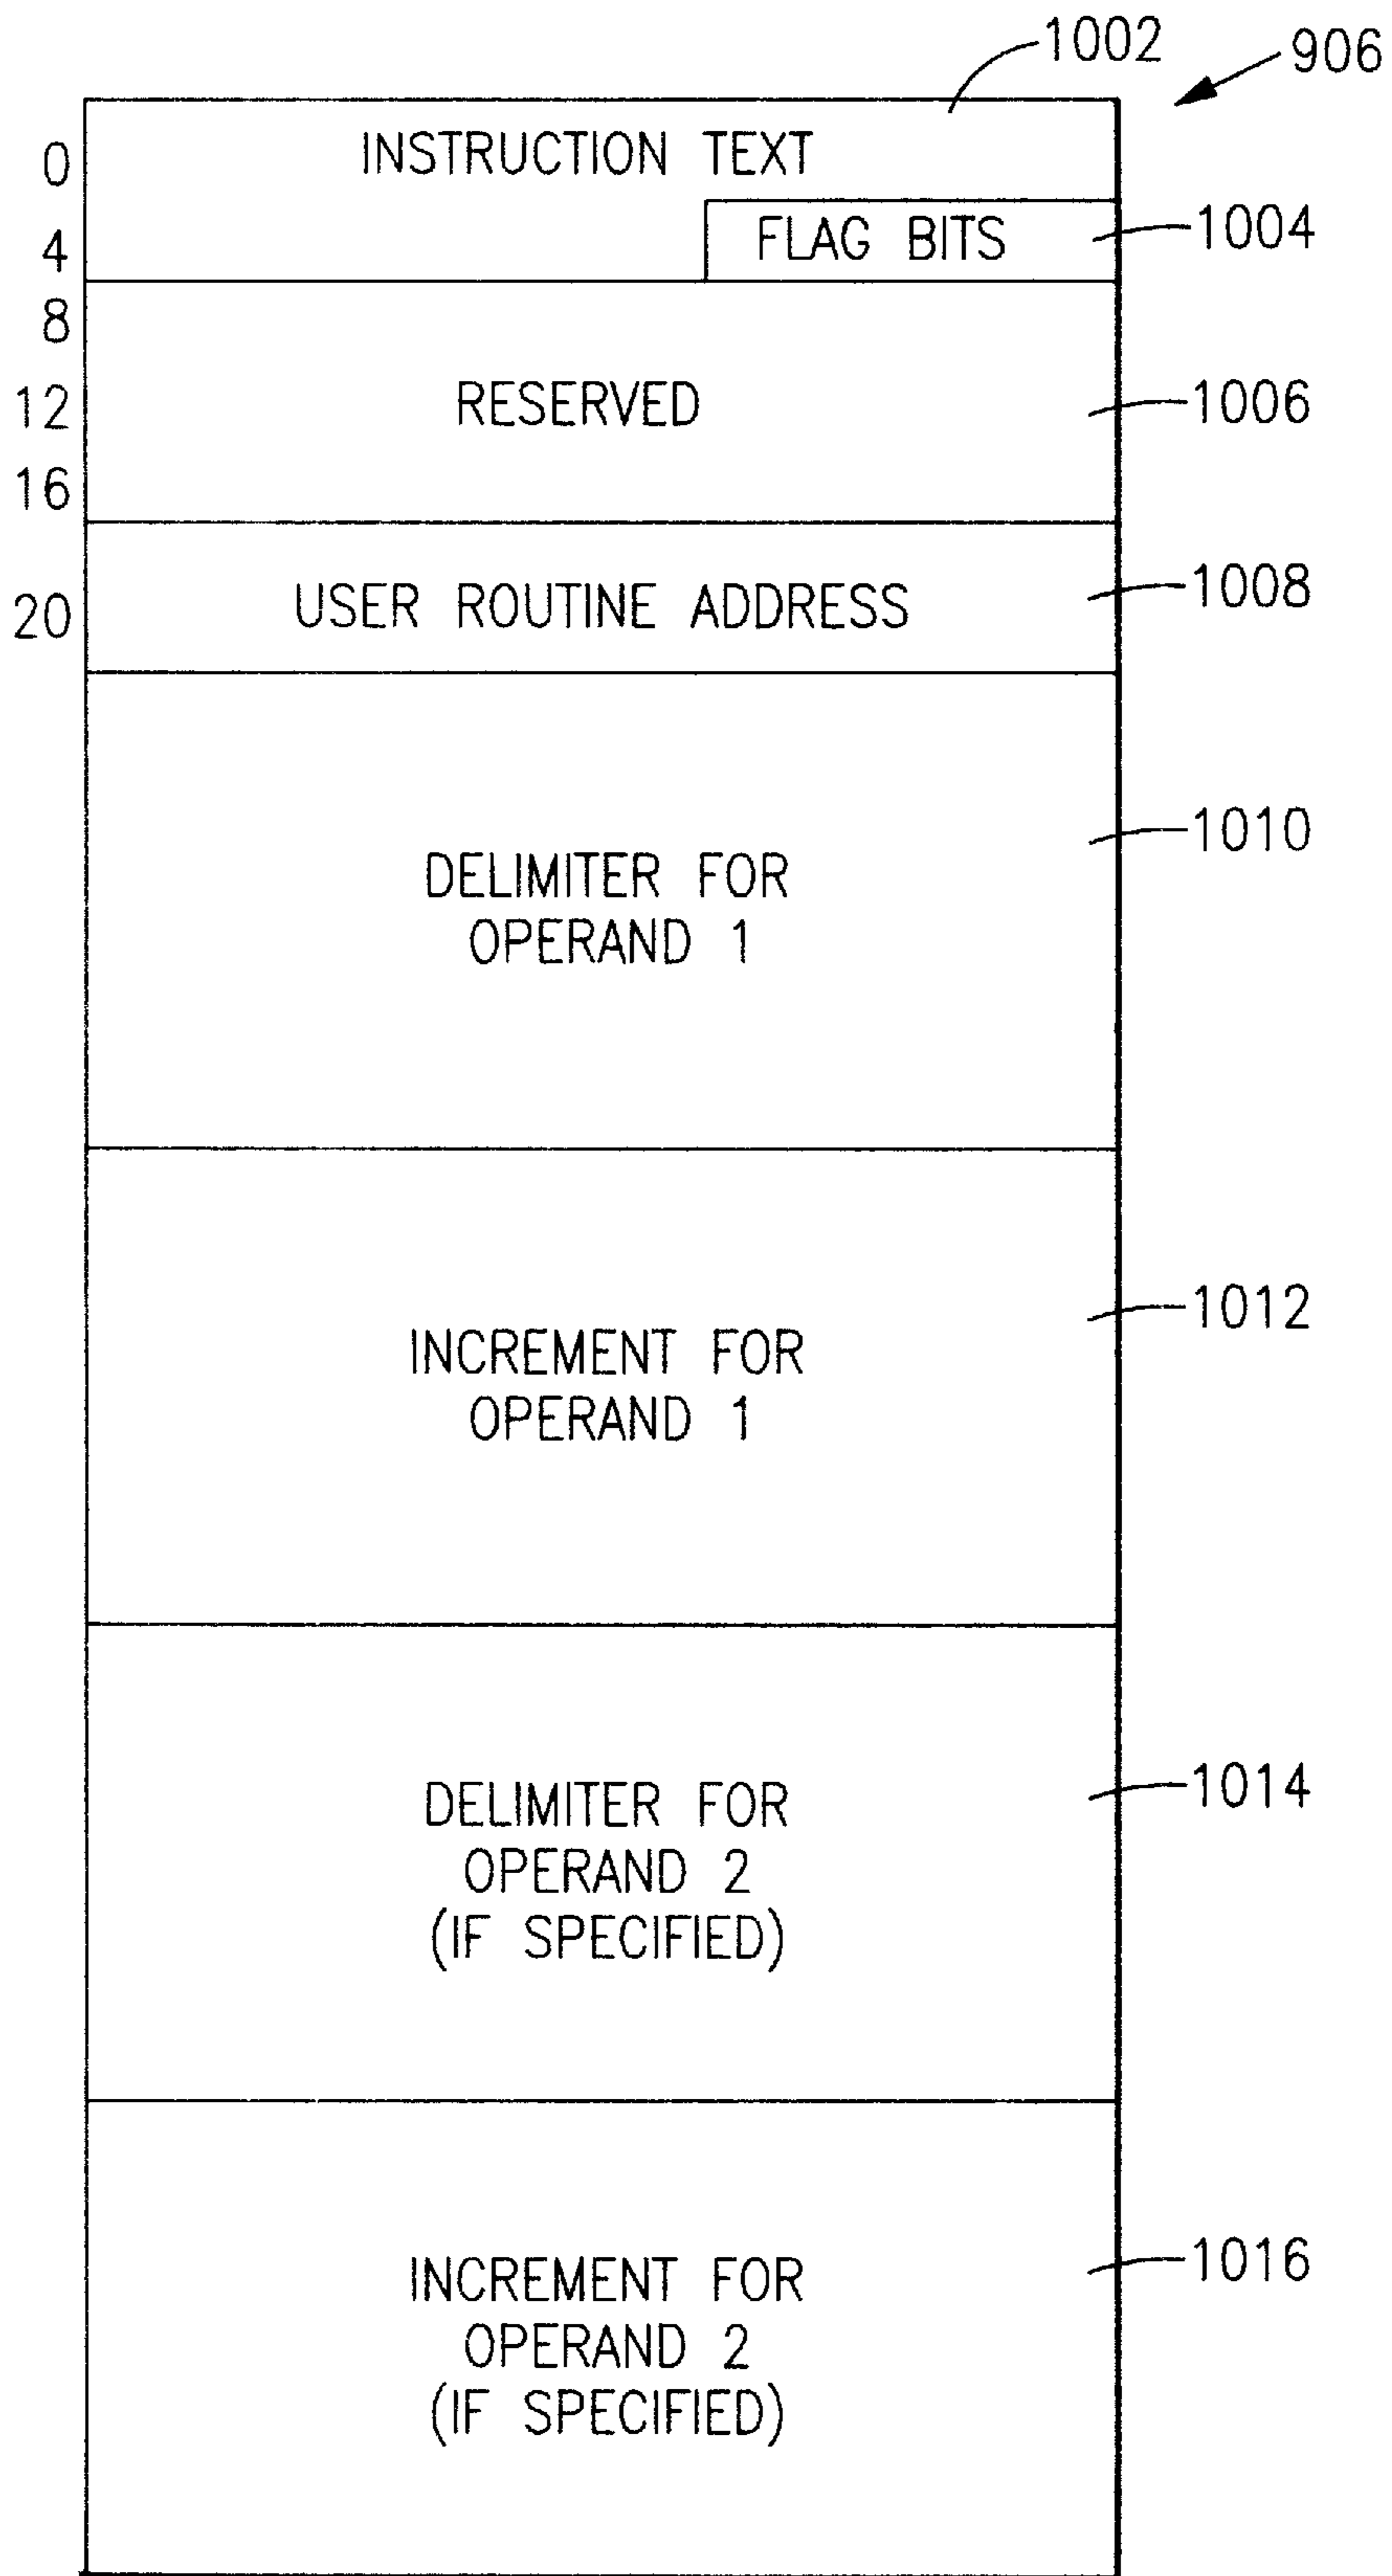 1002
906
0
INSTRUCTION TEXT
4
FLAG BITS
1004
8
12
RESERVED
1006
16
20
USER ROUTINE ADDRESS
1008
DELIMITER FOR
OPERAND 1
1010
INCREMENT FOR
OPERAND 1
1012
DELIMITER FOR
OPERAND 2
(IF SPECIFIED)
1014
INCREMENT FOR
OPERAND 2
(IF SPECIFIED)
1016